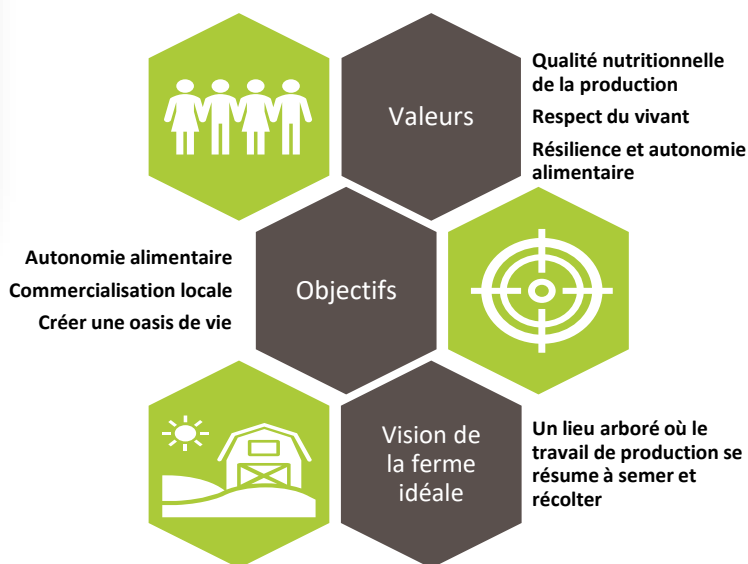 Valeurs
Qualité nutritionnelle
de la production
Respect du vivant
Résilience et autonomie
alimentaire
Autonomie alimentaire
Commercialisation locale
Créer une oasis de vie
Objectifs
Vision de
la ferme
idéale
Un lieu arboré où le
travail de production se
résume à semer et
récolter